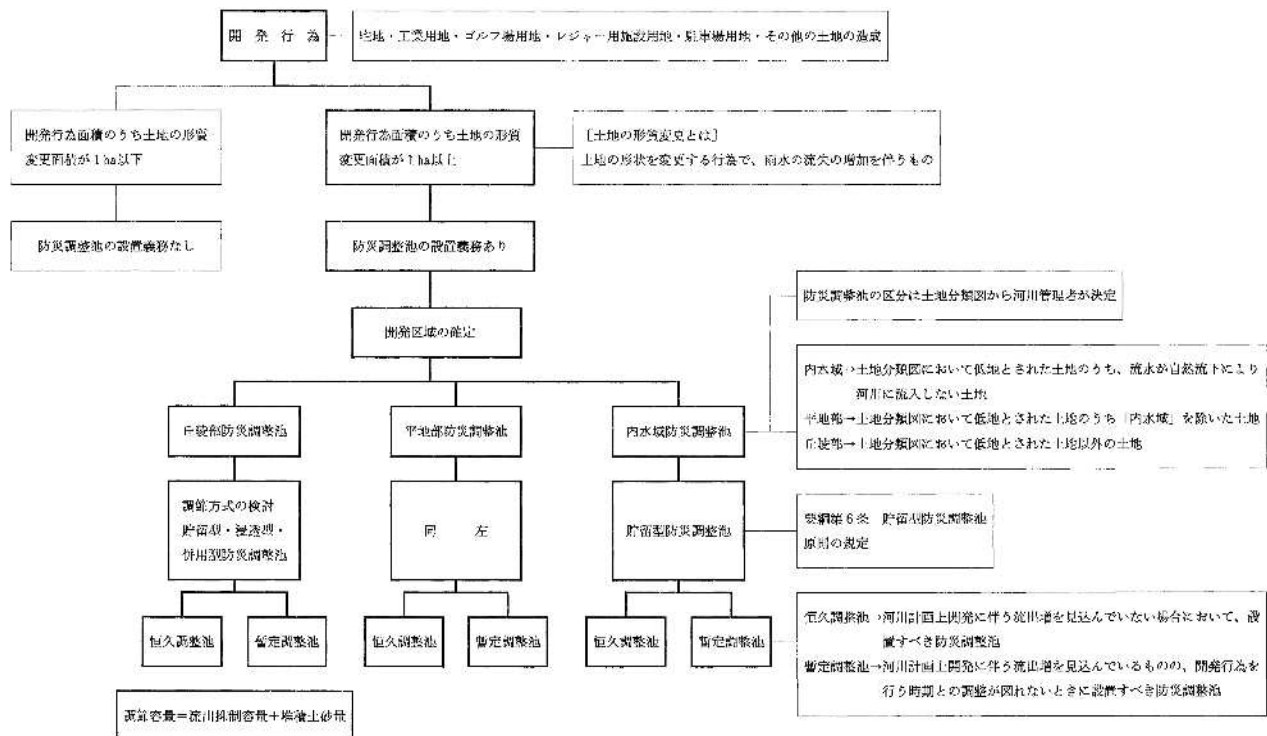 開発行為
宅地・工業用地・ゴルフ場用地・レジャー用施設用地・駐車場用地・その他の土地の造成
開発行為面積のうち土地の形質
変更面積が1ha以下
開発行為面積のうち土地の形質
変更面積が1ha以上
［土地の形質変更とは］
土地の形状を変更する行為で、雨水の流失の増加を伴うもの
防災調整池の設置義務なし
防災調整池の設置義務あり
防災調整池の区分は土地分類図から河川管理者が決定
開発区域の確定
内水域→土地分類図において低地とされた土地のうち、流水が自然流下により
河川に流入しない土地
平地部→土地分類図において低地とされた土地のうち「内水域」を除いた土地
丘陵部→土地分類図において低地とされた土地以外の土地
丘陵部防災調整池
平地部防災調整池
内水域防災調整池
調節方式の検討
貯留型・浸透型・
併用型防災調整池
同左
貯留型防災調整池
要綱第6条　貯留型防災調整池
原則の規定
恒久調整池
暫定調整池
恒久調整池
暫定調整池
恒久調整池
暫定調整池
恒久調整池→河川計画上開発に伴う流出増を見込んでいない場合において、設
置すべき防災調整池
暫定調整池→河川計画上開発に伴う流出増を見込んでいるものの、開発行為を
行う時期との調整が図れないときに設置すべき防災調整池
調節容量＝流出抑制容量＋堆積土砂量